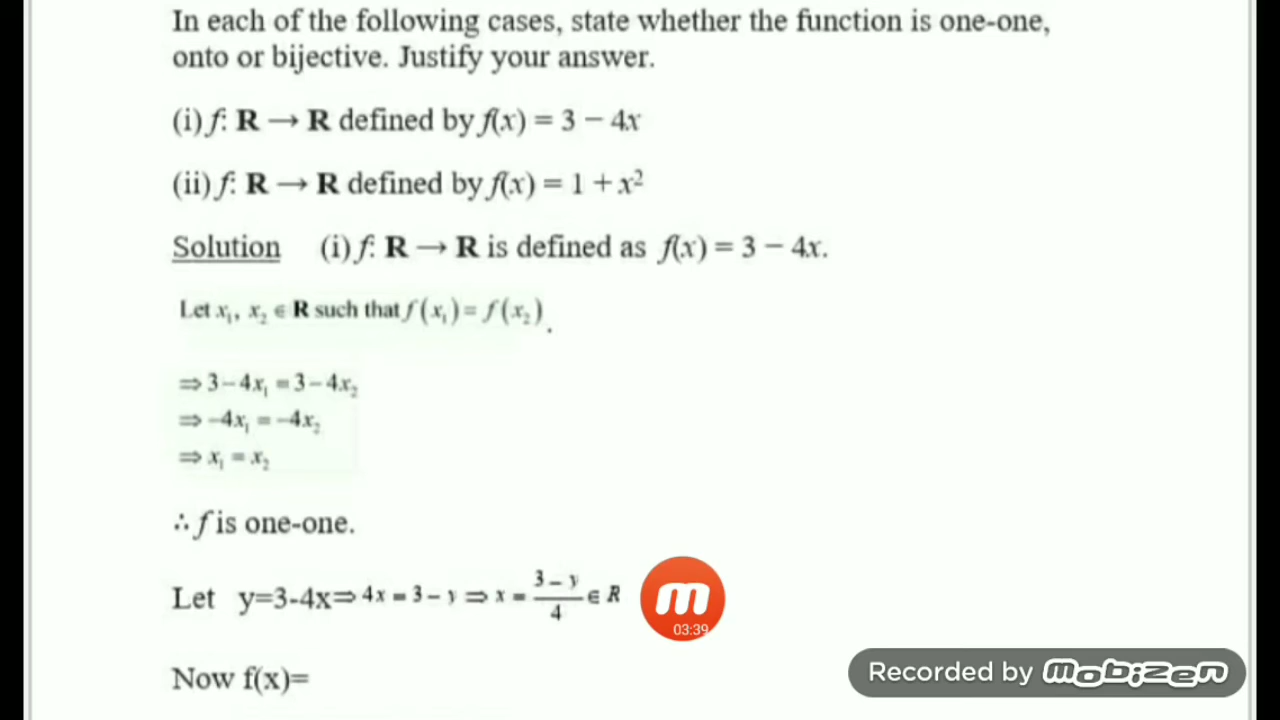 In each of the following cases, state whether the function is one-one,
onto or bijective. Justify your answer.
(i) f: R → R defined by f(x) = 3 − 4x
(ii) f: R → R defined by f(x) = 1 + x²
Solution (i) f: R → R is defined as f(x) = 3 − 4x.
Let x₁, x₂ ∈ R such that f(x₁) = f(x₂).
⇒ 3 − 4x₁ = 3 − 4x₂
⇒ −4x₁ = −4x₂
⇒ x₁ = x₂
∴ f is one-one.
Let y=3-4x ⇒ 4x = 3 − y ⇒ x = (3 − y)/4 ∈ R
03:39
Now f(x)=
Recorded by mobizen